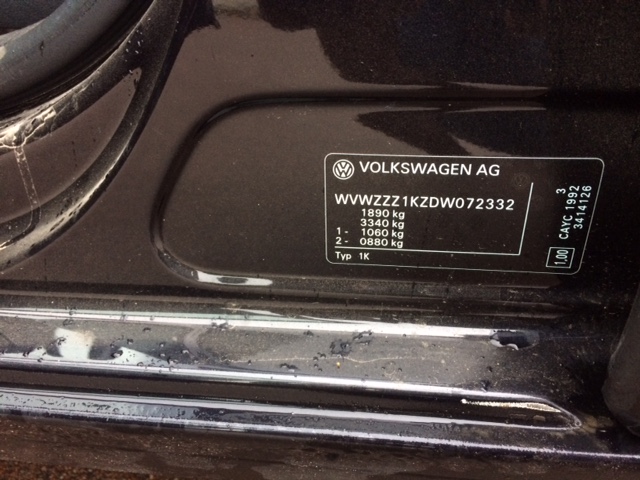 VOLKSWAGEN AG
WVWZZZ1KZDW072332
1890 kg
3340 kg
1 - 1060 kg
2 - 0880 kg
Typ 1K
3
CAYC 1992
1.00 3414126